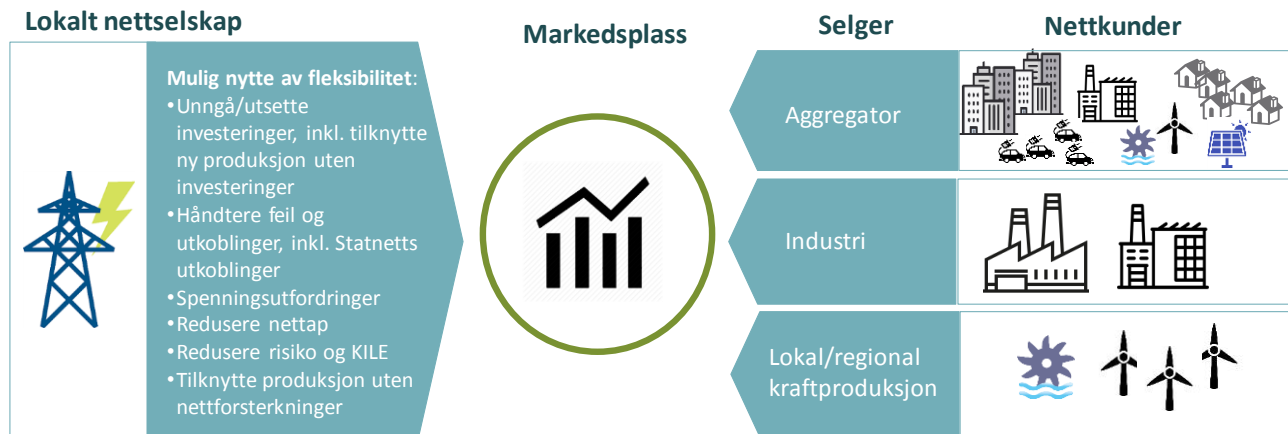 Lokalt nettselskap
Markedsplass
Selger
Nettkunder
Mulig nytte av fleksibilitet:
•Unngå/utsette
investeringer, inkl. tilknytte
ny produksjon uten
investeringer
•Håndtere feil og
utkoblinger, inkl. Statnetts
utkoblinger
•Spenningsutfordringer
•Redusere nettap
•Redusere risiko og KILE
•Tilknytte produksjon uten
nettforsterkninger
Aggregator
Industri
Lokal/regional
kraftproduksjon